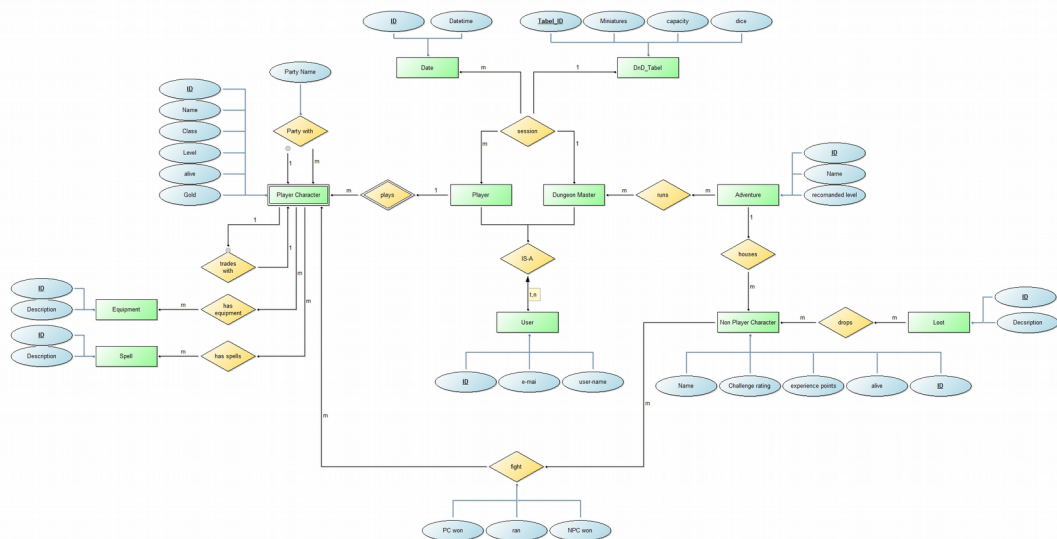 ID
Datetime
Tabel_ID
Miniatures
capacity
dice
Date
m
1
DnD_Tabel
Party Name
ID
Name
Class
Level
alive
Gold
Party with
1
m
session
m
1
Player Character
m
plays
1
Player
Dungeon Master
m
runs
m
Adventure
ID
Name
recomanded level
1
trades
with
1
m
m
IS-A
t,n
User
ID
e-mai
user-name
1
houses
m
ID
Description
Equipment
m
has
equipment
ID
Description
Spell
m
has spells
Non Player Character
m
drops
m
Loot
ID
Decsription
Name
Challenge rating
experience points
alive
ID
m
m
fight
PC won
ran
NPC won